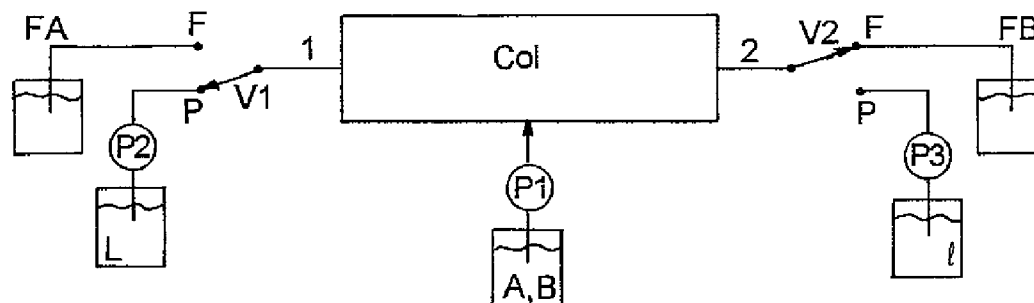 FA F 1 Col 2 V2 F FB
P V1 P
P2 P1 P3
L A,B ℓ